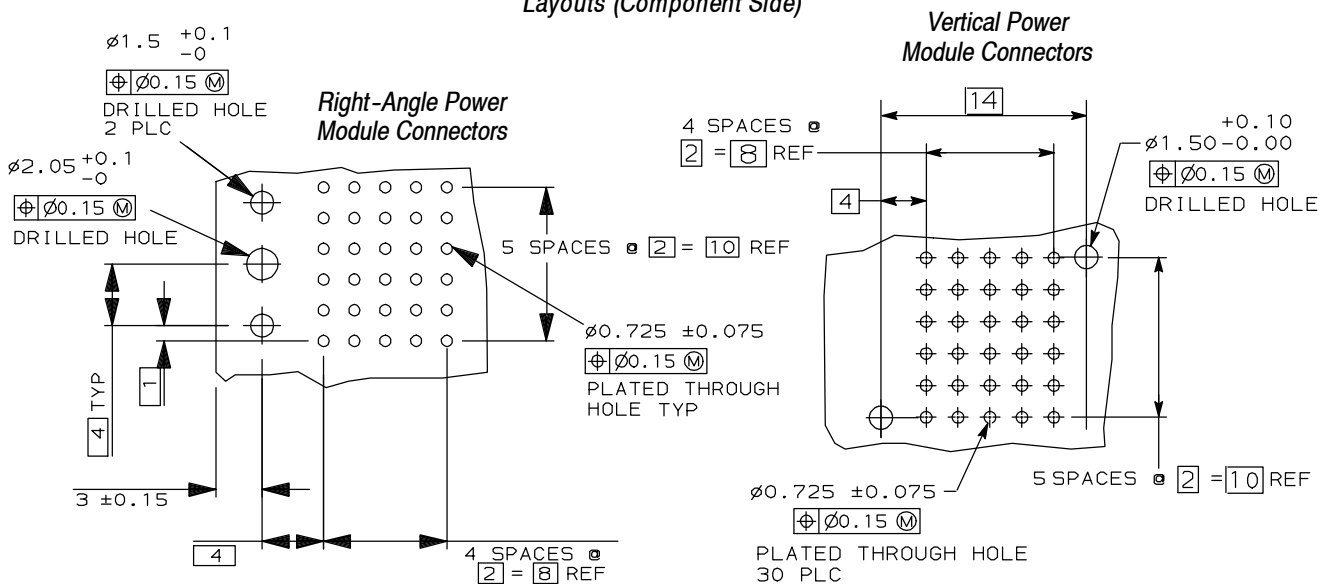 Layouts (Component Side)
Right-Angle Power
Module Connectors
ø1.5 +0.1
-0
⌖ Ø0.15 Ⓜ
DRILLED HOLE
2 PLC
ø2.05 +0.1
-0
⌖ Ø0.15 Ⓜ
DRILLED HOLE
5 SPACES @ 2 = 10 REF
ø0.725 ±0.075
⌖ Ø0.15 Ⓜ
PLATED THROUGH
HOLE TYP
1
4 TYP
3 ±0.15
4
4 SPACES @
2 = 8 REF
Vertical Power
Module Connectors
14
4 SPACES @
2 = 8 REF
4
+0.10
ø1.50-0.00
⌖ Ø0.15 Ⓜ
DRILLED HOLE
5 SPACES @ 2 = 10 REF
ø0.725 ±0.075
⌖ Ø0.15 Ⓜ
PLATED THROUGH HOLE
30 PLC